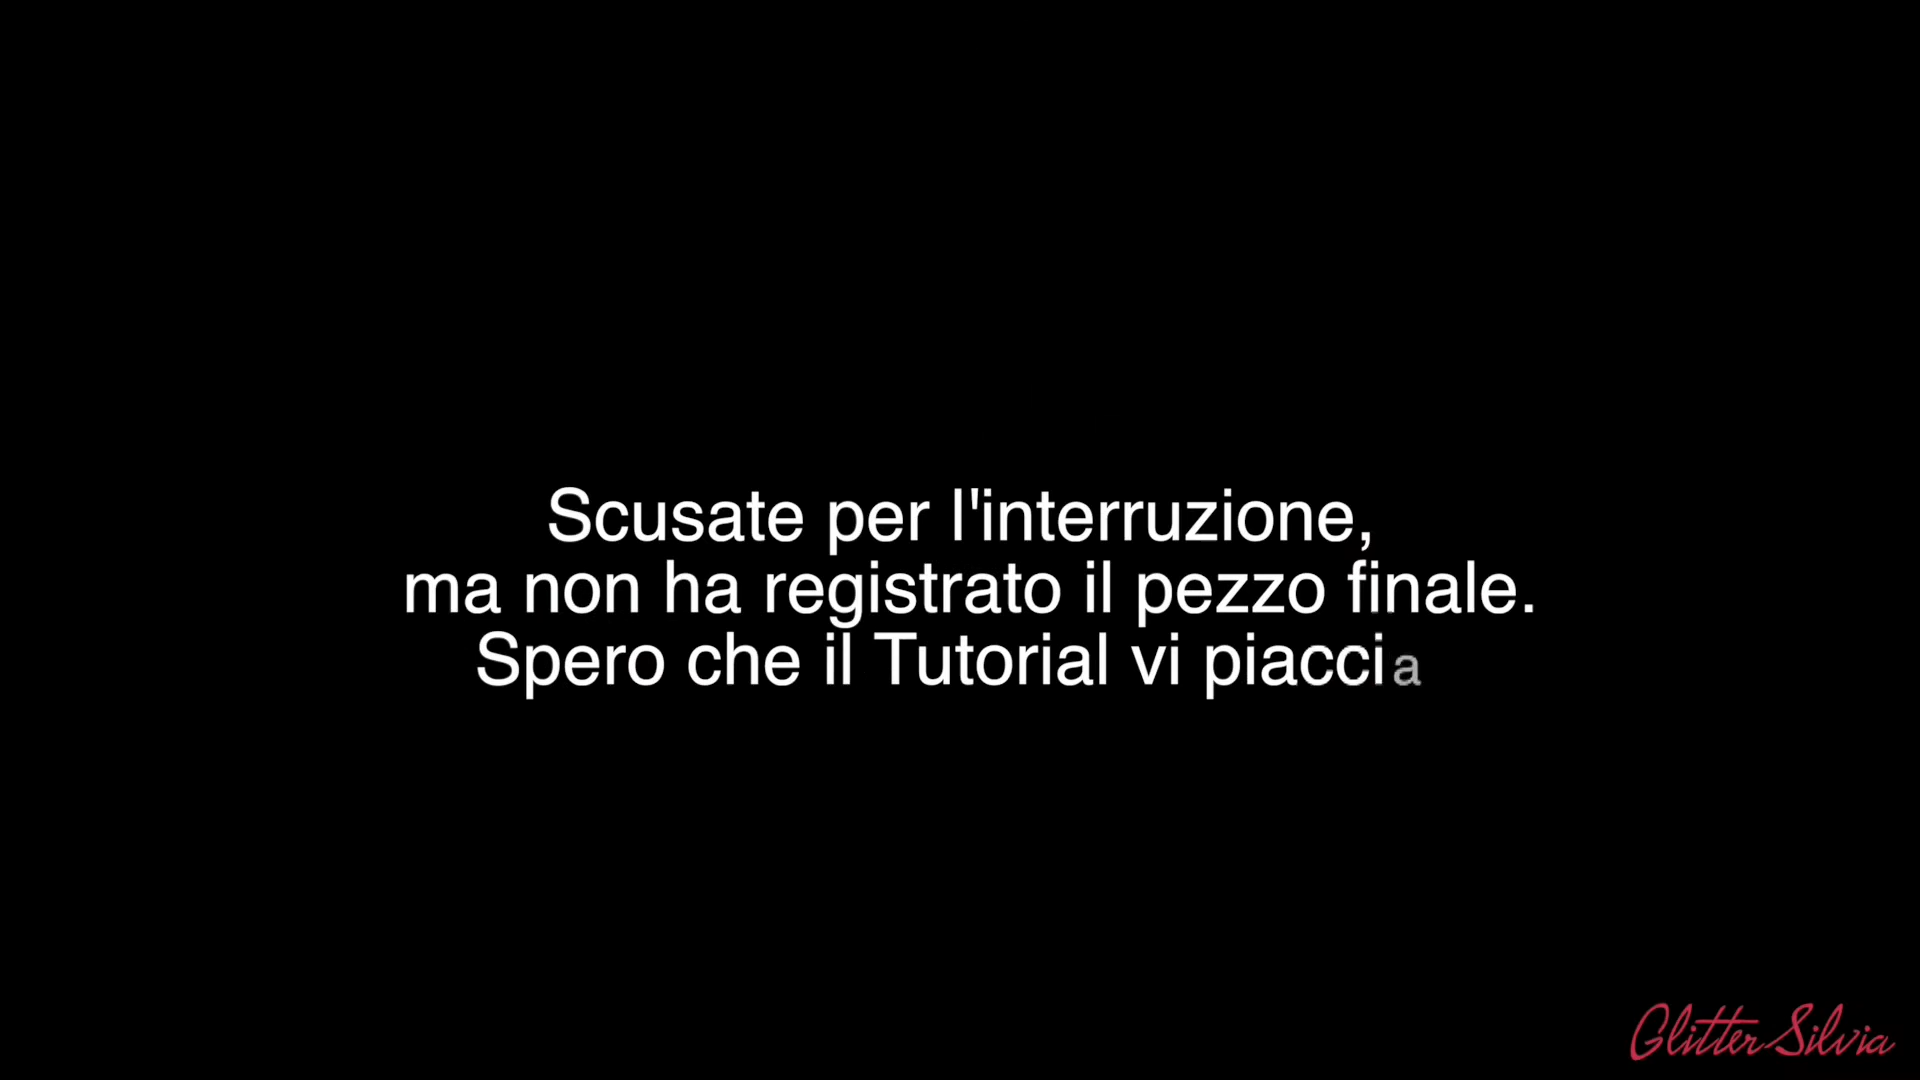 Scusate per l'interruzione,
ma non ha registrato il pezzo finale.
Spero che il Tutorial vi piaccia
Glitter Silvia